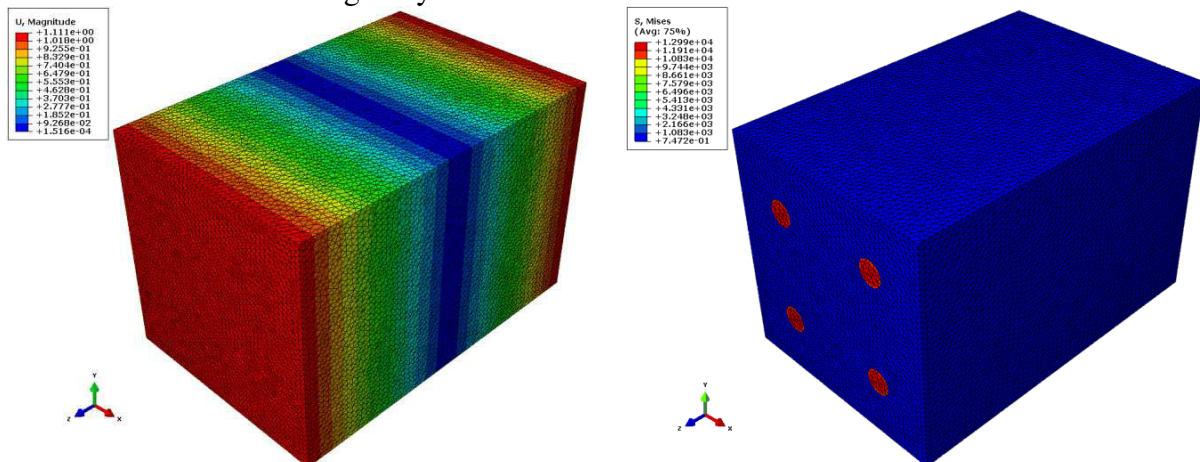 U, Magnitude
+1.111e+00
+1.018e+00
+9.255e-01
+8.329e-01
+7.404e-01
+6.479e-01
+5.553e-01
+4.628e-01
+3.703e-01
+2.777e-01
+1.852e-01
+9.268e-02
+1.516e-04
Y
Z
X
S, Mises
(Avg: 75%)
+1.299e+04
+1.191e+04
+1.083e+04
+9.744e+03
+8.661e+03
+7.579e+03
+6.496e+03
+5.413e+03
+4.331e+03
+3.248e+03
+2.166e+03
+1.083e+03
+7.472e-01
Y
Z
X